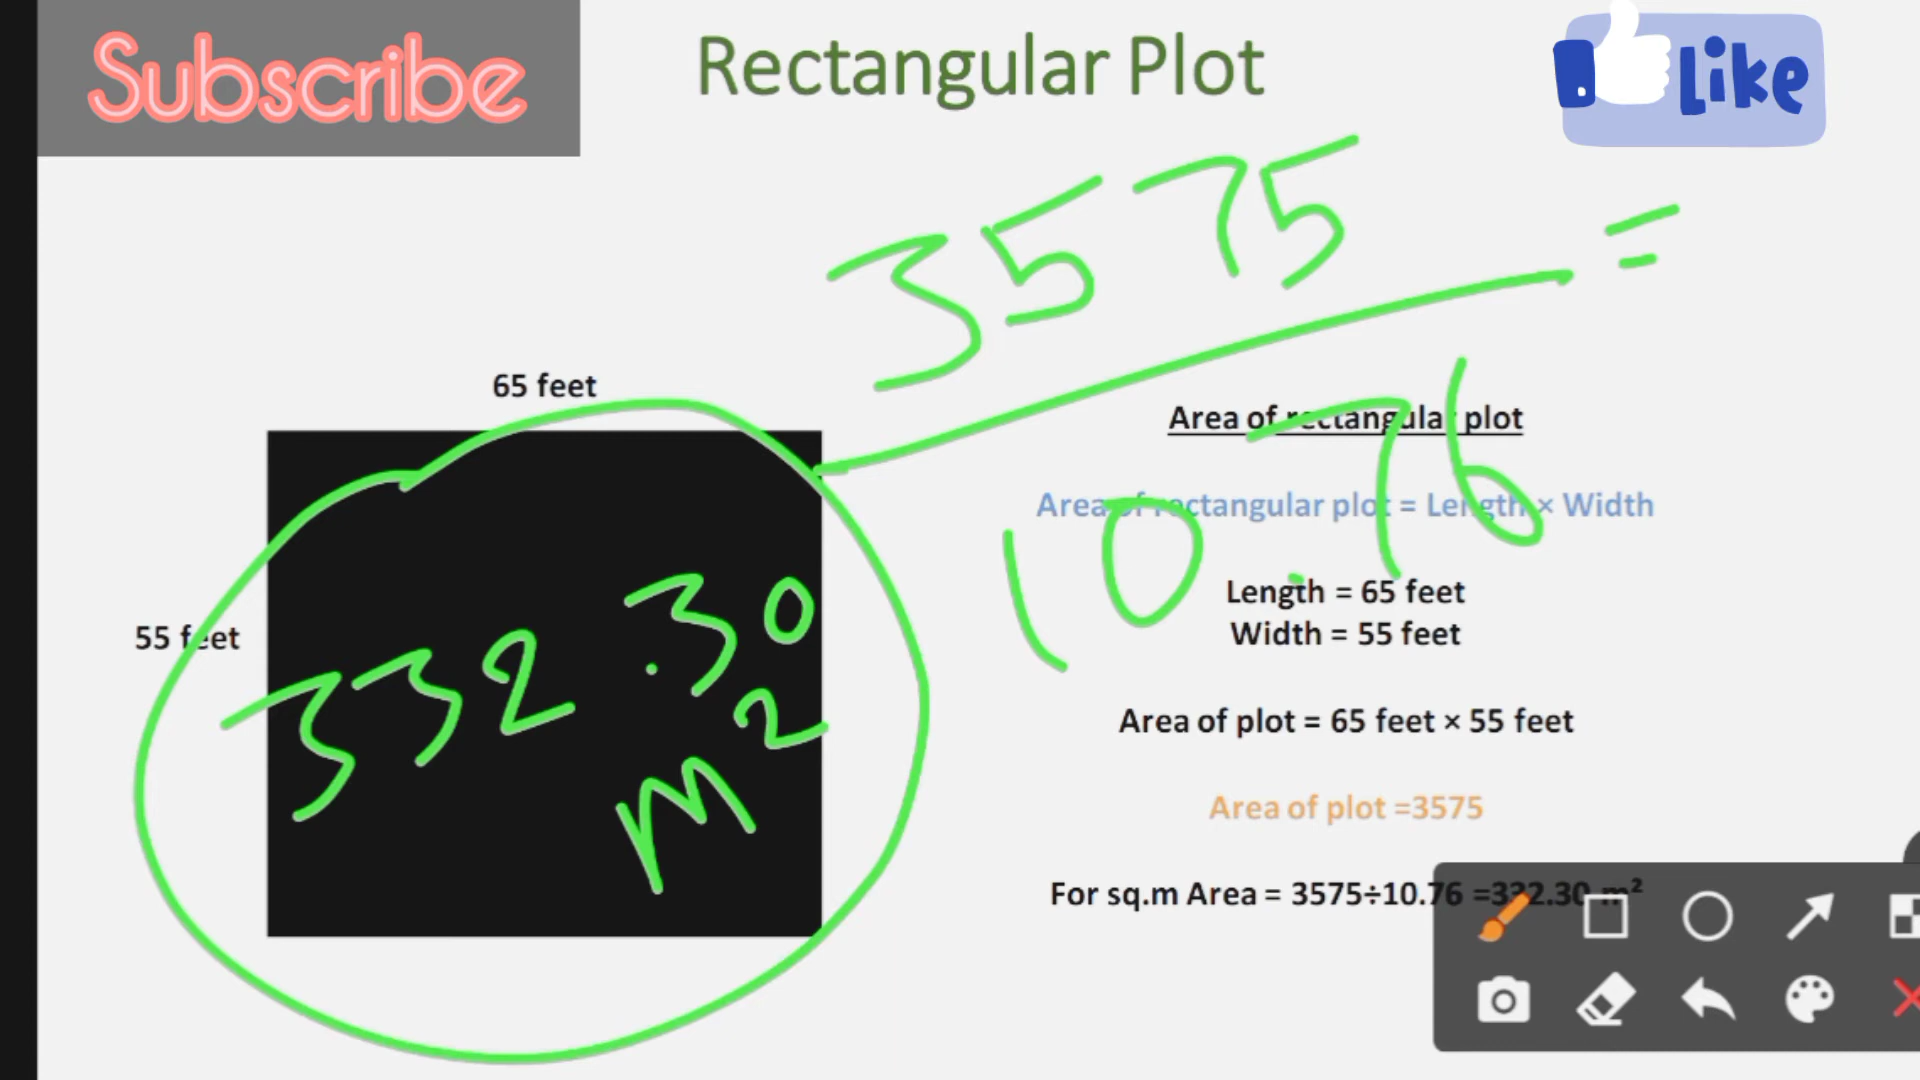 Subscribe
Rectangular Plot
Like
3575 =
10.76
65 feet
55 feet
332.30
m²
Area of rectangular plot
Area of rectangular plot = Length × Width
Length = 65 feet
Width = 55 feet
Area of plot = 65 feet × 55 feet
Area of plot =3575
For sq.m Area = 3575÷10.76 =332.30 m²